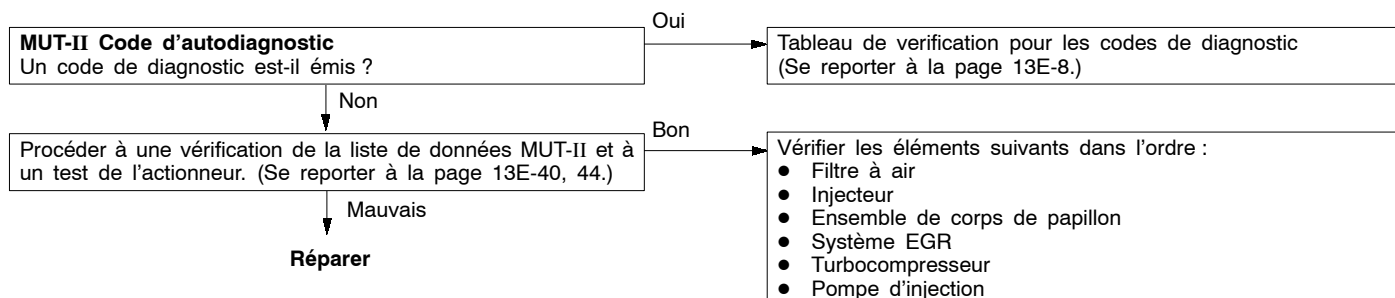 MUT-II Code d'autodiagnostic
Un code de diagnostic est-il émis ?
Oui
Tableau de verification pour les codes de diagnostic
(Se reporter à la page 13E-8.)
Non
Procéder à une vérification de la liste de données MUT-II et à
un test de l'actionneur. (Se reporter à la page 13E-40, 44.)
Bon
Vérifier les éléments suivants dans l'ordre :
● Filtre à air
● Injecteur
● Ensemble de corps de papillon
● Système EGR
● Turbocompresseur
● Pompe d'injection
Mauvais
Réparer